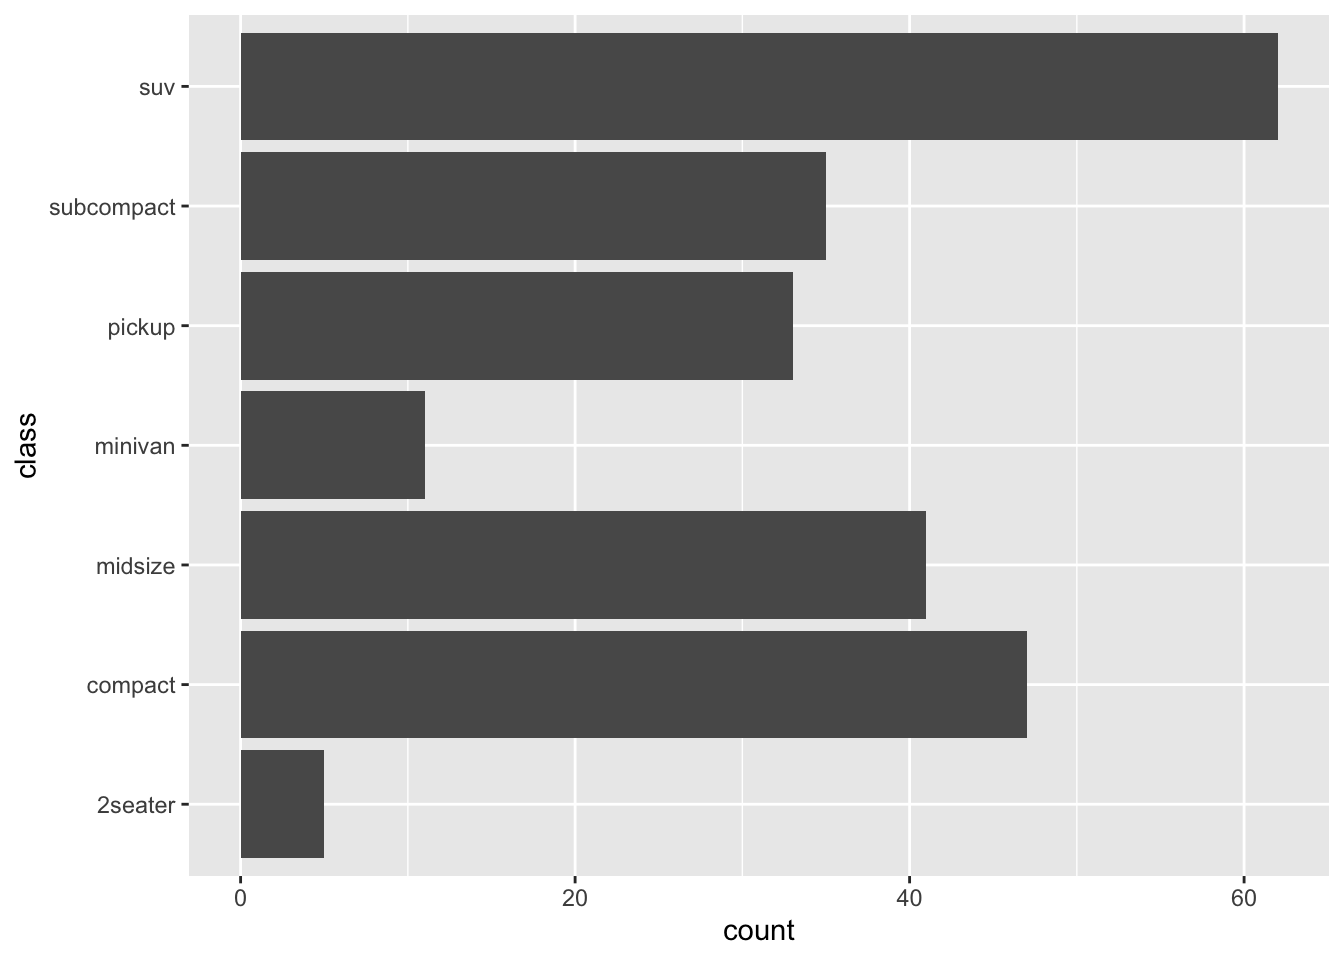 suv
subcompact
pickup
minivan
midsize
compact
2seater
class
0 20 40 60
count